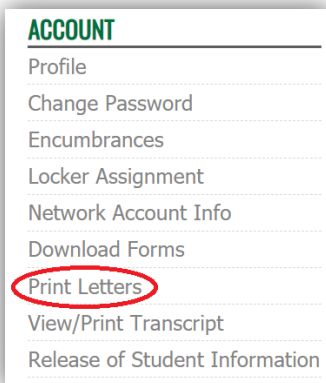 ACCOUNT
Profile
Change Password
Encumbrances
Locker Assignment
Network Account Info
Download Forms
Print Letters
View/Print Transcript
Release of Student Information